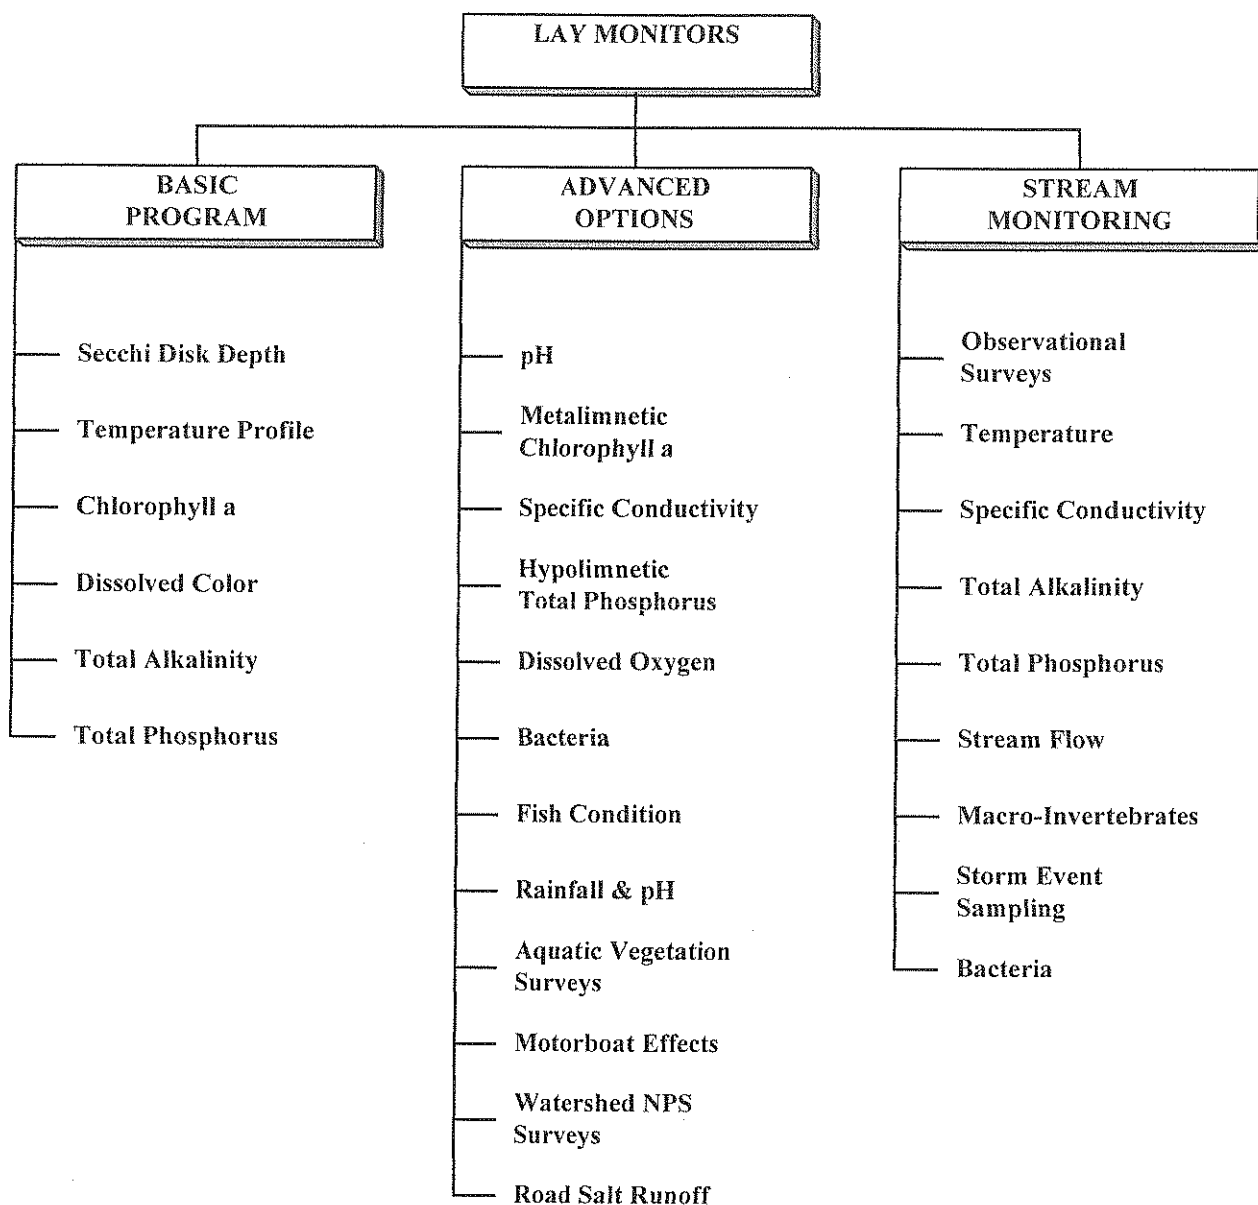 LAY MONITORS
BASIC
PROGRAM
Secchi Disk Depth
Temperature Profile
Chlorophyll a
Dissolved Color
Total Alkalinity
Total Phosphorus
ADVANCED
OPTIONS
pH
Metalimnetic
Chlorophyll a
Specific Conductivity
Hypolimnetic
Total Phosphorus
Dissolved Oxygen
Bacteria
Fish Condition
Rainfall & pH
Aquatic Vegetation
Surveys
Motorboat Effects
Watershed NPS
Surveys
Road Salt Runoff
STREAM
MONITORING
Observational
Surveys
Temperature
Specific Conductivity
Total Alkalinity
Total Phosphorus
Stream Flow
Macro-Invertebrates
Storm Event
Sampling
Bacteria